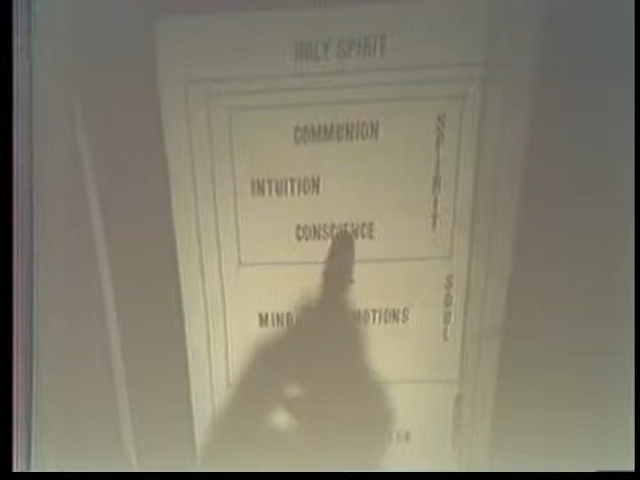 HOLY SPIRIT
COMMUNION
SPIRIT
INTUITION
CONSCIENCE
SOUL
MIND